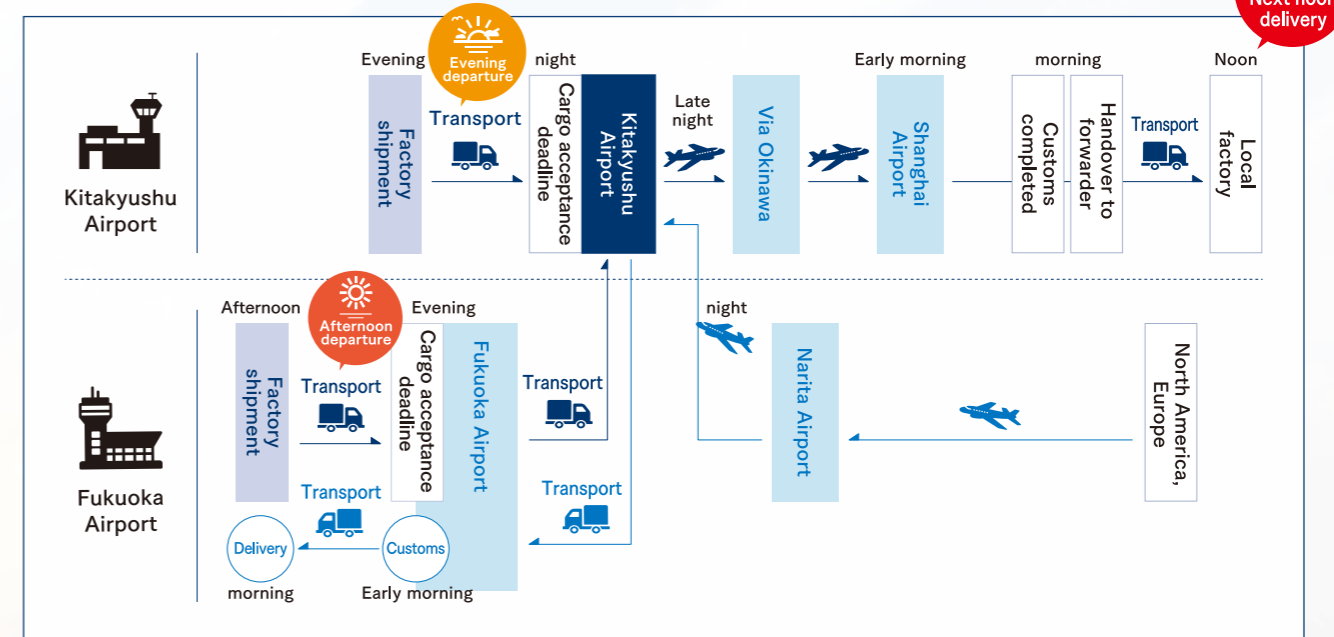 Next noon
delivery
Evening
Evening
departure
night
Late
night
Early morning
morning
Noon
Kitakyushu
Airport
Factory
shipment
Transport
Cargo acceptance
deadline
Kitakyushu
Airport
Via Okinawa
Shanghai
Airport
Customs
completed
Handover to
forwarder
Transport
Local
factory
Afternoon
Afternoon
departure
Evening
night
Fukuoka
Airport
Factory
shipment
Transport
Cargo acceptance
deadline
Fukuoka Airport
Transport
Narita Airport
North America,
Europe
Transport
Transport
Delivery
Customs
morning
Early morning